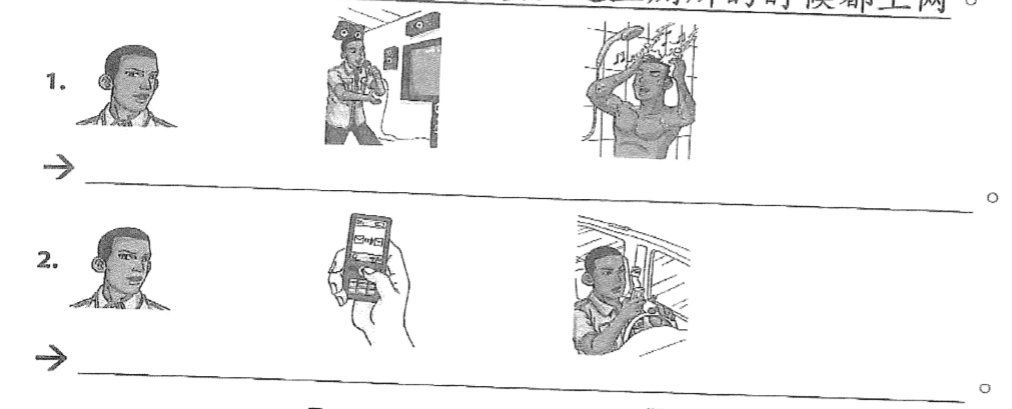 的时候都上网。
1.
→ 。
2.
→ 。